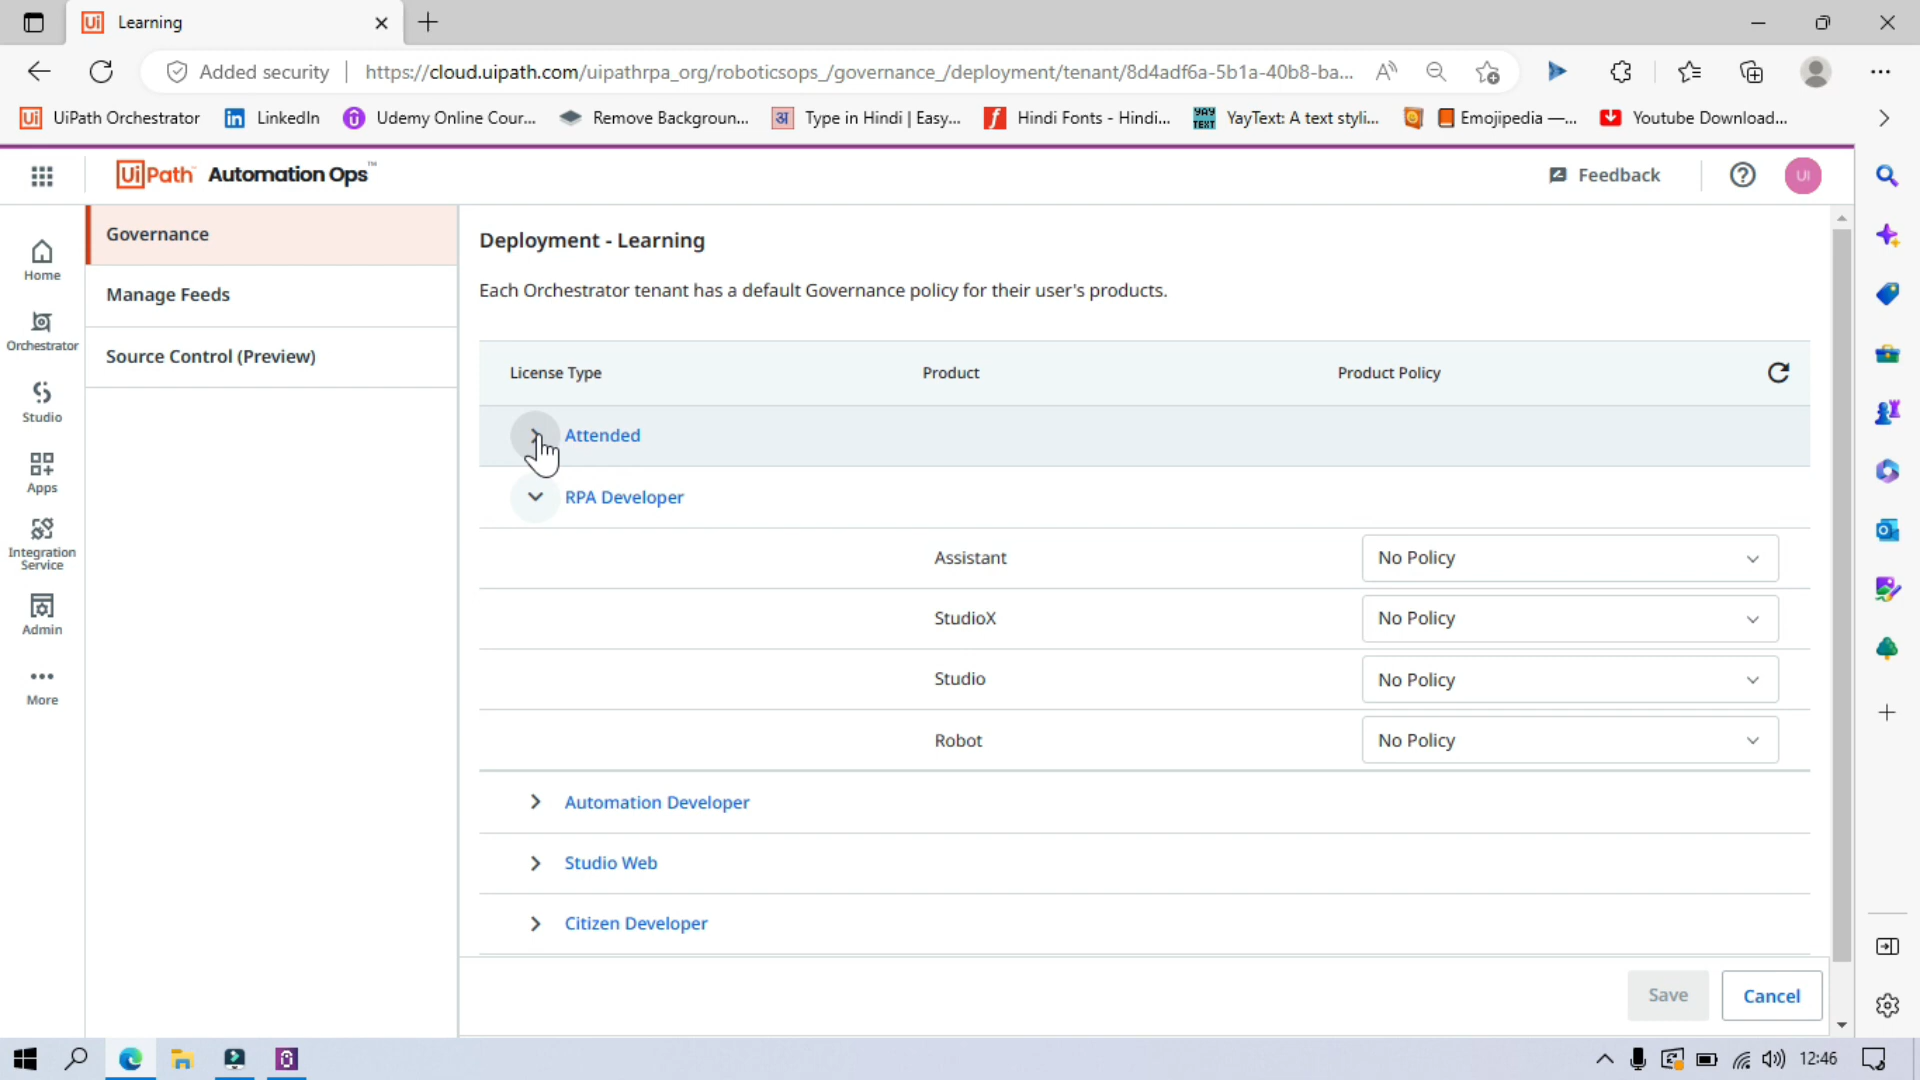 Learning
Added security
https://cloud.uipath.com/uipathrpa_org/roboticsops_/governance_/deployment/tenant/8d4adf6a-5b1a-40b8-ba...
UiPath Orchestrator
LinkedIn
Udemy Online Cour...
Remove Backgroun...
Type in Hindi | Easy...
Hindi Fonts - Hindi...
YayText: A text styli...
Emojipedia —...
Youtube Download...
UiPath Automation Ops™
Feedback
UI
Home
Orchestrator
Studio
Apps
Integration
Service
Admin
More
Governance
Manage Feeds
Source Control (Preview)
Deployment - Learning
Each Orchestrator tenant has a default Governance policy for their user's products.
License Type Product Product Policy
Attended
RPA Developer
Assistant No Policy
StudioX No Policy
Studio No Policy
Robot No Policy
Automation Developer
Studio Web
Citizen Developer
Save Cancel
12:46